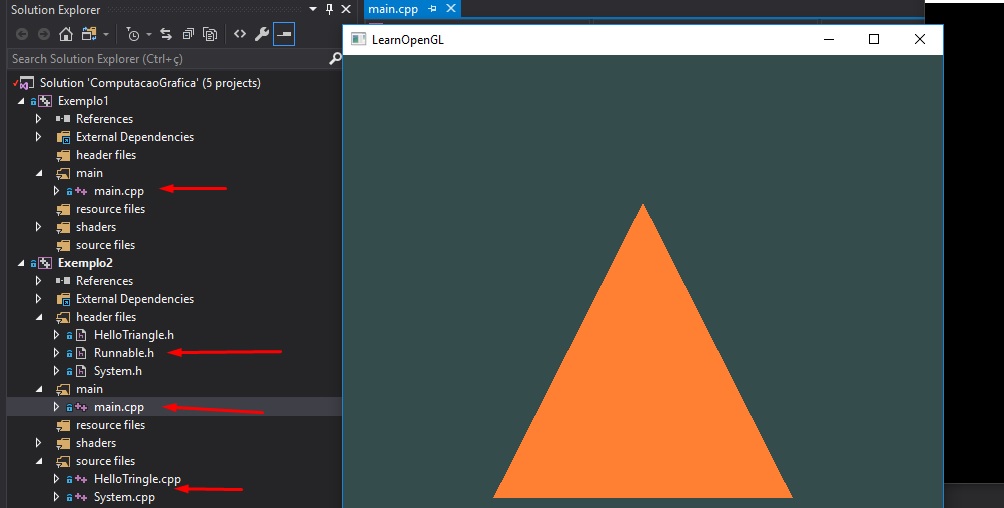 Solution Explorer
main.cpp
LearnOpenGL
Search Solution Explorer (Ctrl+ç)
Solution 'ComputacaoGrafica' (5 projects)
Exemplo1
References
External Dependencies
header files
main
main.cpp
resource files
shaders
source files
Exemplo2
References
External Dependencies
header files
HelloTriangle.h
Runnable.h
System.h
main
main.cpp
resource files
shaders
source files
HelloTringle.cpp
System.cpp